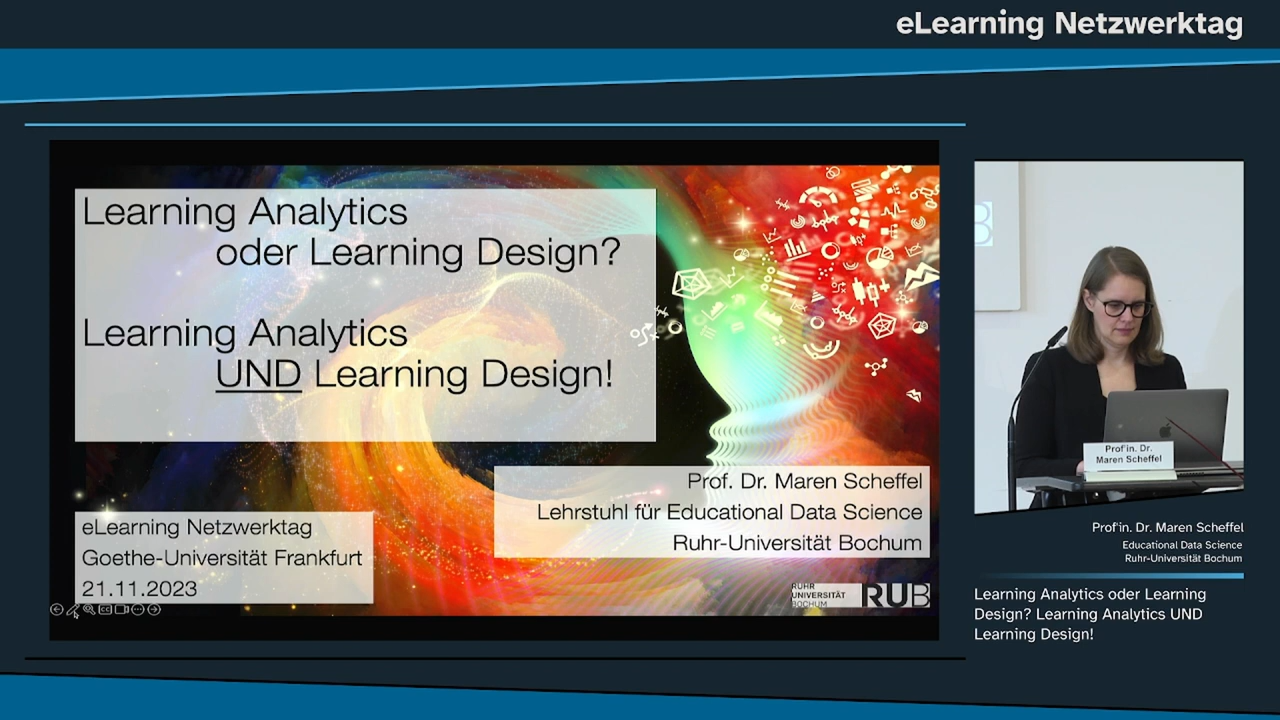 eLearning Netzwerktag
Learning Analytics
oder Learning Design?
Learning Analytics
UND Learning Design!
Prof. Dr. Maren Scheffel
Lehrstuhl für Educational Data Science
Ruhr-Universität Bochum
eLearning Netzwerktag
Goethe-Universität Frankfurt
21.11.2023
RUHR
UNIVERSITÄT
BOCHUM
RUB
B
Prof'in. Dr.
Maren Scheffel
Prof'in. Dr. Maren Scheffel
Educational Data Science
Ruhr-Universität Bochum
Learning Analytics oder Learning
Design? Learning Analytics UND
Learning Design!